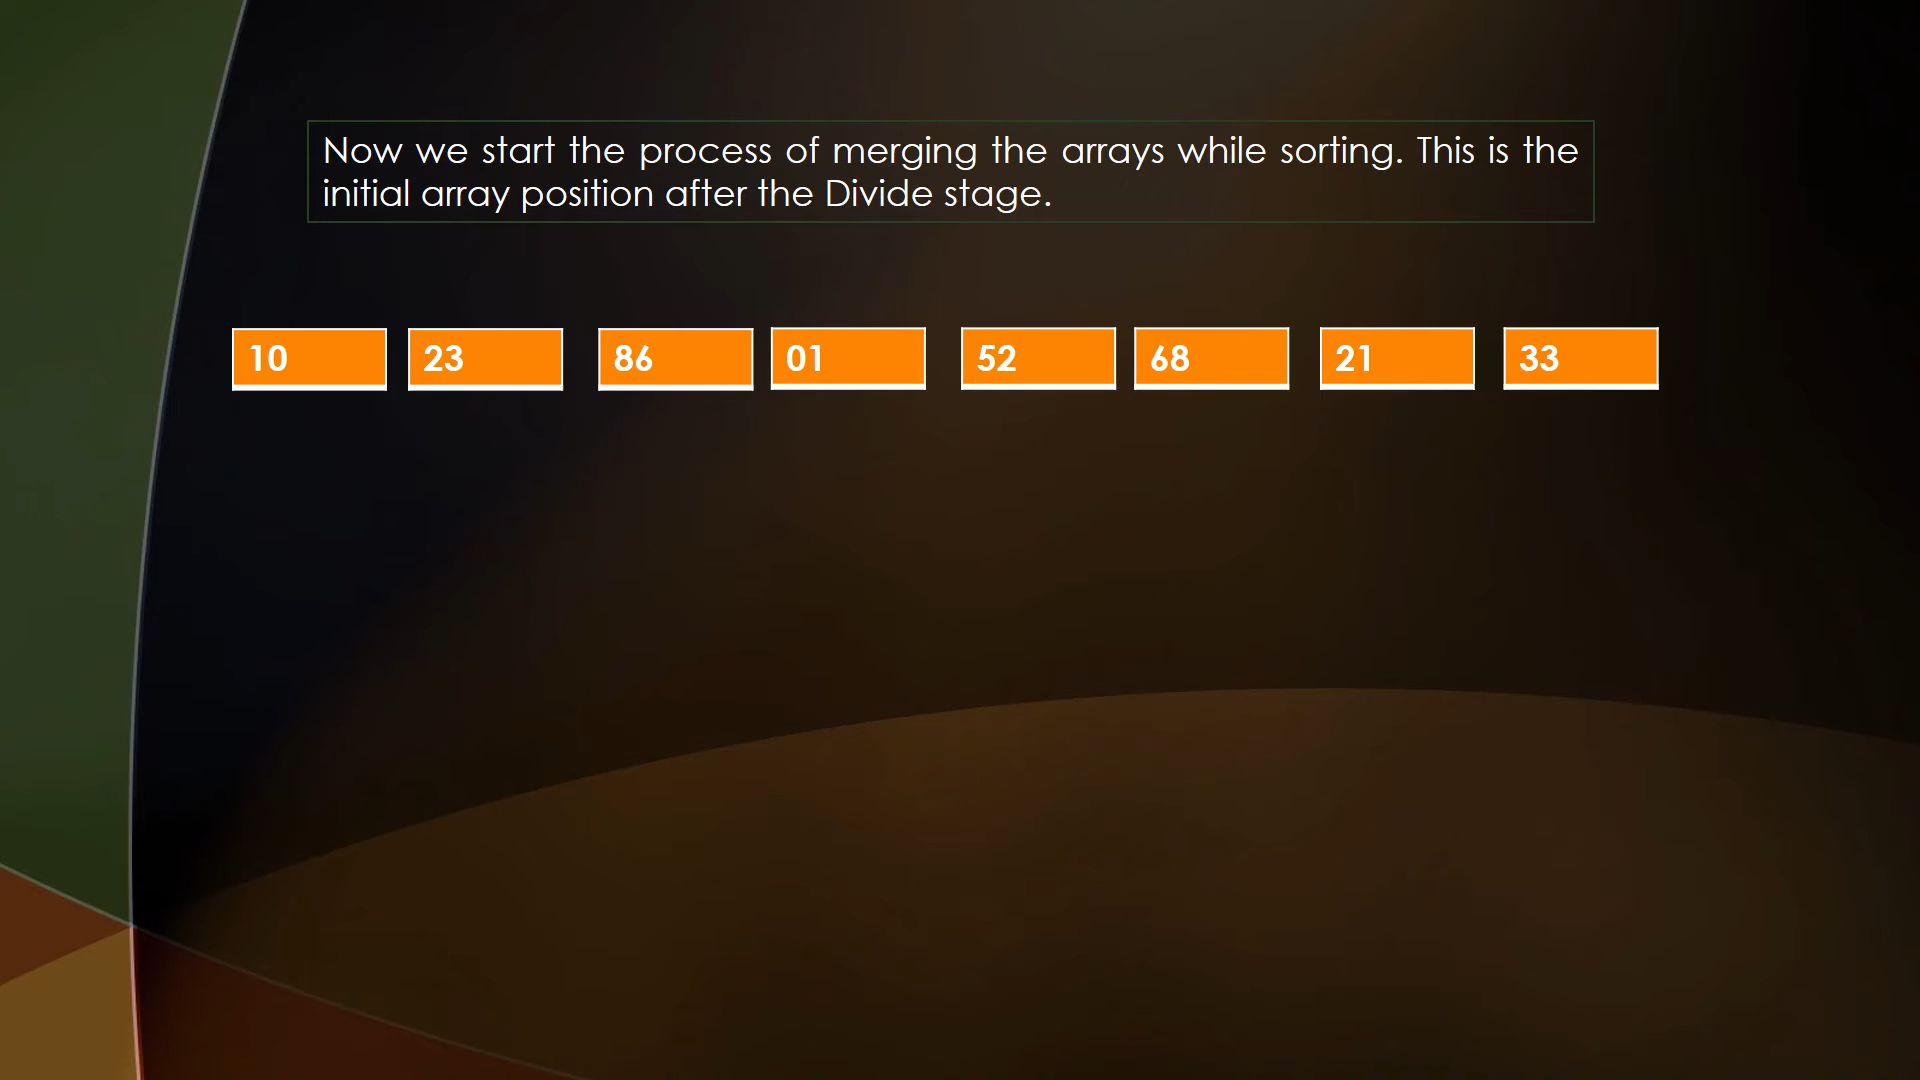 Now we start the process of merging the arrays while sorting. This is the
initial array position after the Divide stage.
10 23 86 01 52 68 21 33